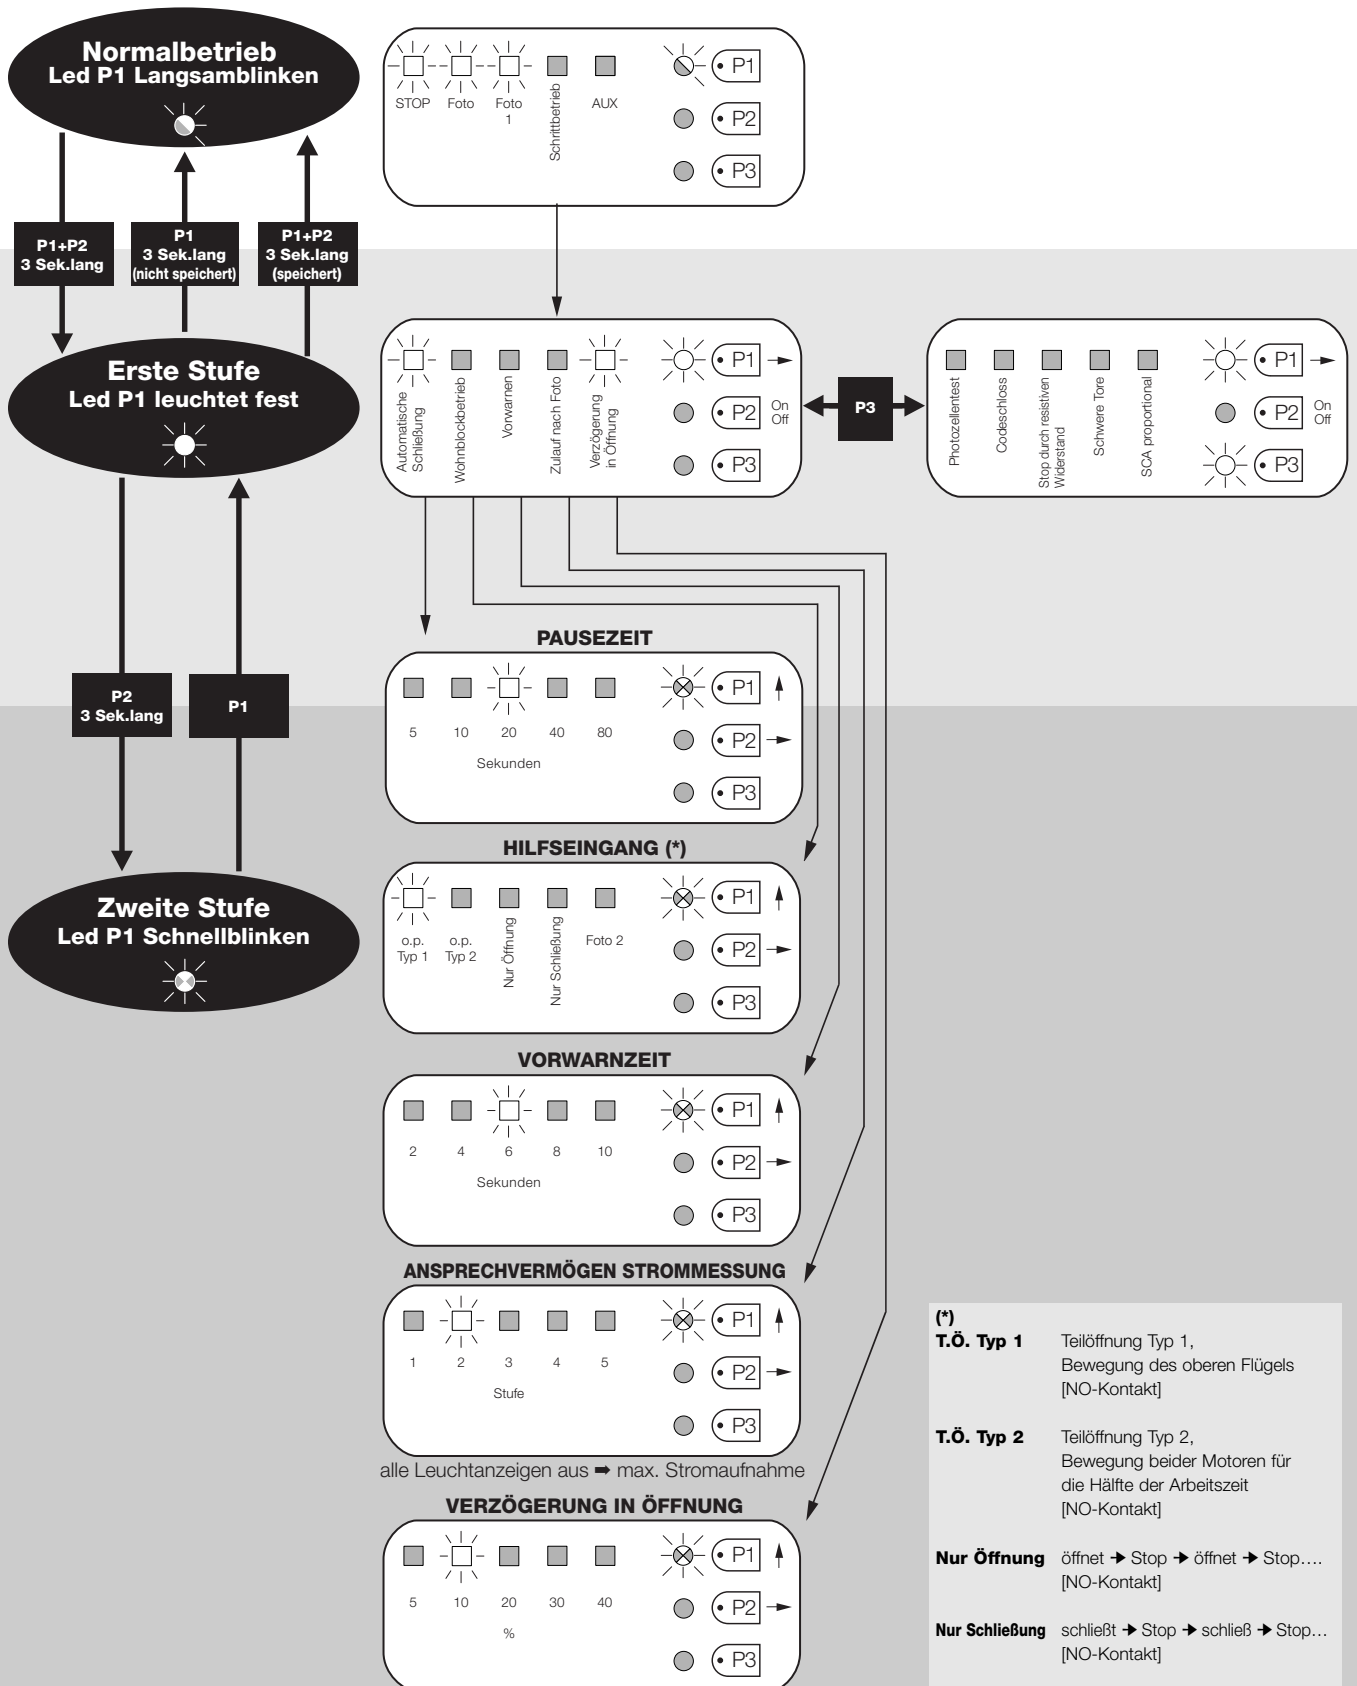 Normalbetrieb
Led P1 Langsamblinken
STOP
Foto
Foto
1
Schrittbetrieb
AUX
P1
P2
P3
P1+P2
3 Sek.lang
P1
3 Sek.lang
(nicht speichert)
P1+P2
3 Sek.lang
(speichert)
Erste Stufe
Led P1 leuchtet fest
Automatische
Schließung
Wohnblockbetrieb
Vorwarnen
Zulauf nach Foto
Verzögerung
in Öffnung
P1
P2
On
Off
P3
P3
Photozellentest
Codeschloss
Stop durch resistiven
Widerstand
Schwere Tore
SCA proportional
P1
P2
On
Off
P3
P2
3 Sek.lang
P1
Zweite Stufe
Led P1 Schnellblinken
PAUSEZEIT
5 10 20 40 80
Sekunden
P1
P2
P3
HILFSEINGANG (*)
o.p.
Typ 1
o.p.
Typ 2
Nur Öffnung
Nur Schließung
Foto 2
P1
P2
P3
VORWARNZEIT
2 4 6 8 10
Sekunden
P1
P2
P3
ANSPRECHVERMÖGEN STROMMESSUNG
1 2 3 4 5
Stufe
P1
P2
P3
alle Leuchtanzeigen aus ➡ max. Stromaufnahme
VERZÖGERUNG IN ÖFFNUNG
5 10 20 30 40
%
P1
P2
P3
(*)
T.Ö. Typ 1 Teilöffnung Typ 1,
Bewegung des oberen Flügels
[NO-Kontakt]
T.Ö. Typ 2 Teilöffnung Typ 2,
Bewegung beider Motoren für
die Hälfte der Arbeitszeit
[NO-Kontakt]
Nur Öffnung öffnet ➔ Stop ➔ öffnet ➔ Stop….
[NO-Kontakt]
Nur Schließung schließt ➔ Stop ➔ schließ ➔ Stop…
[NO-Kontakt]